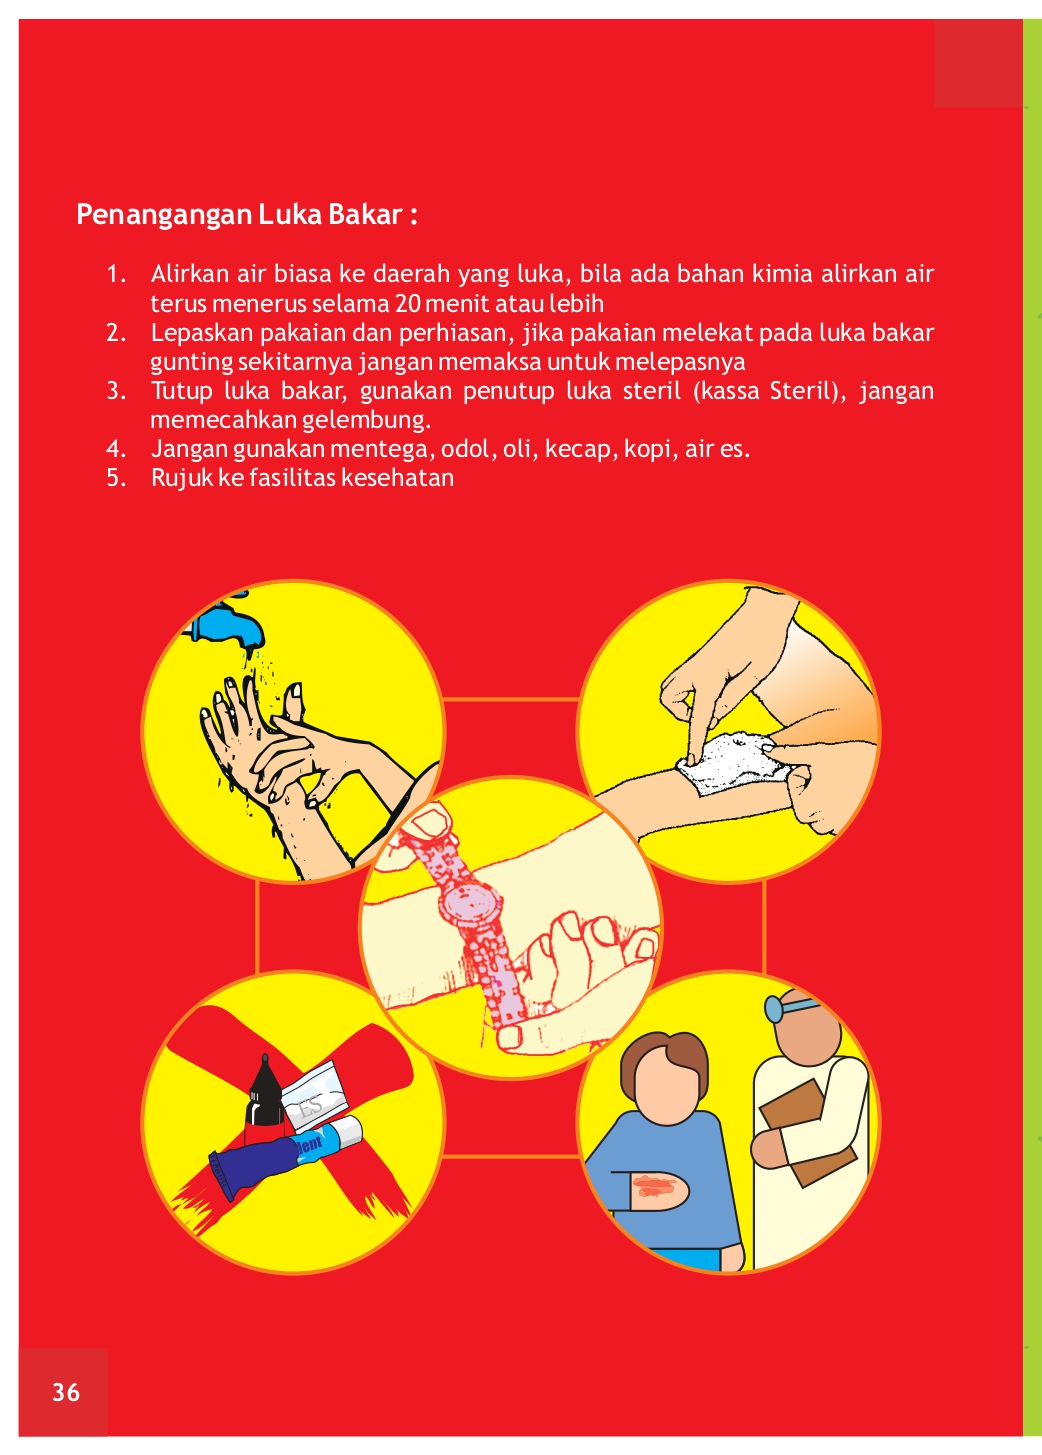 Penangangan Luka Bakar :
1. Alirkan air biasa ke daerah yang luka, bila ada bahan kimia alirkan air
terus menerus selama 20 menit atau lebih
2. Lepaskan pakaian dan perhiasan, jika pakaian melekat pada luka bakar
gunting sekitarnya jangan memaksa untuk melepasnya
3. Tutup luka bakar, gunakan penutup luka steril (kassa Steril), jangan
memecahkan gelembung.
4. Jangan gunakan mentega, odol, oli, kecap, kopi, air es.
5. Rujuk ke fasilitas kesehatan
ES
dent
36